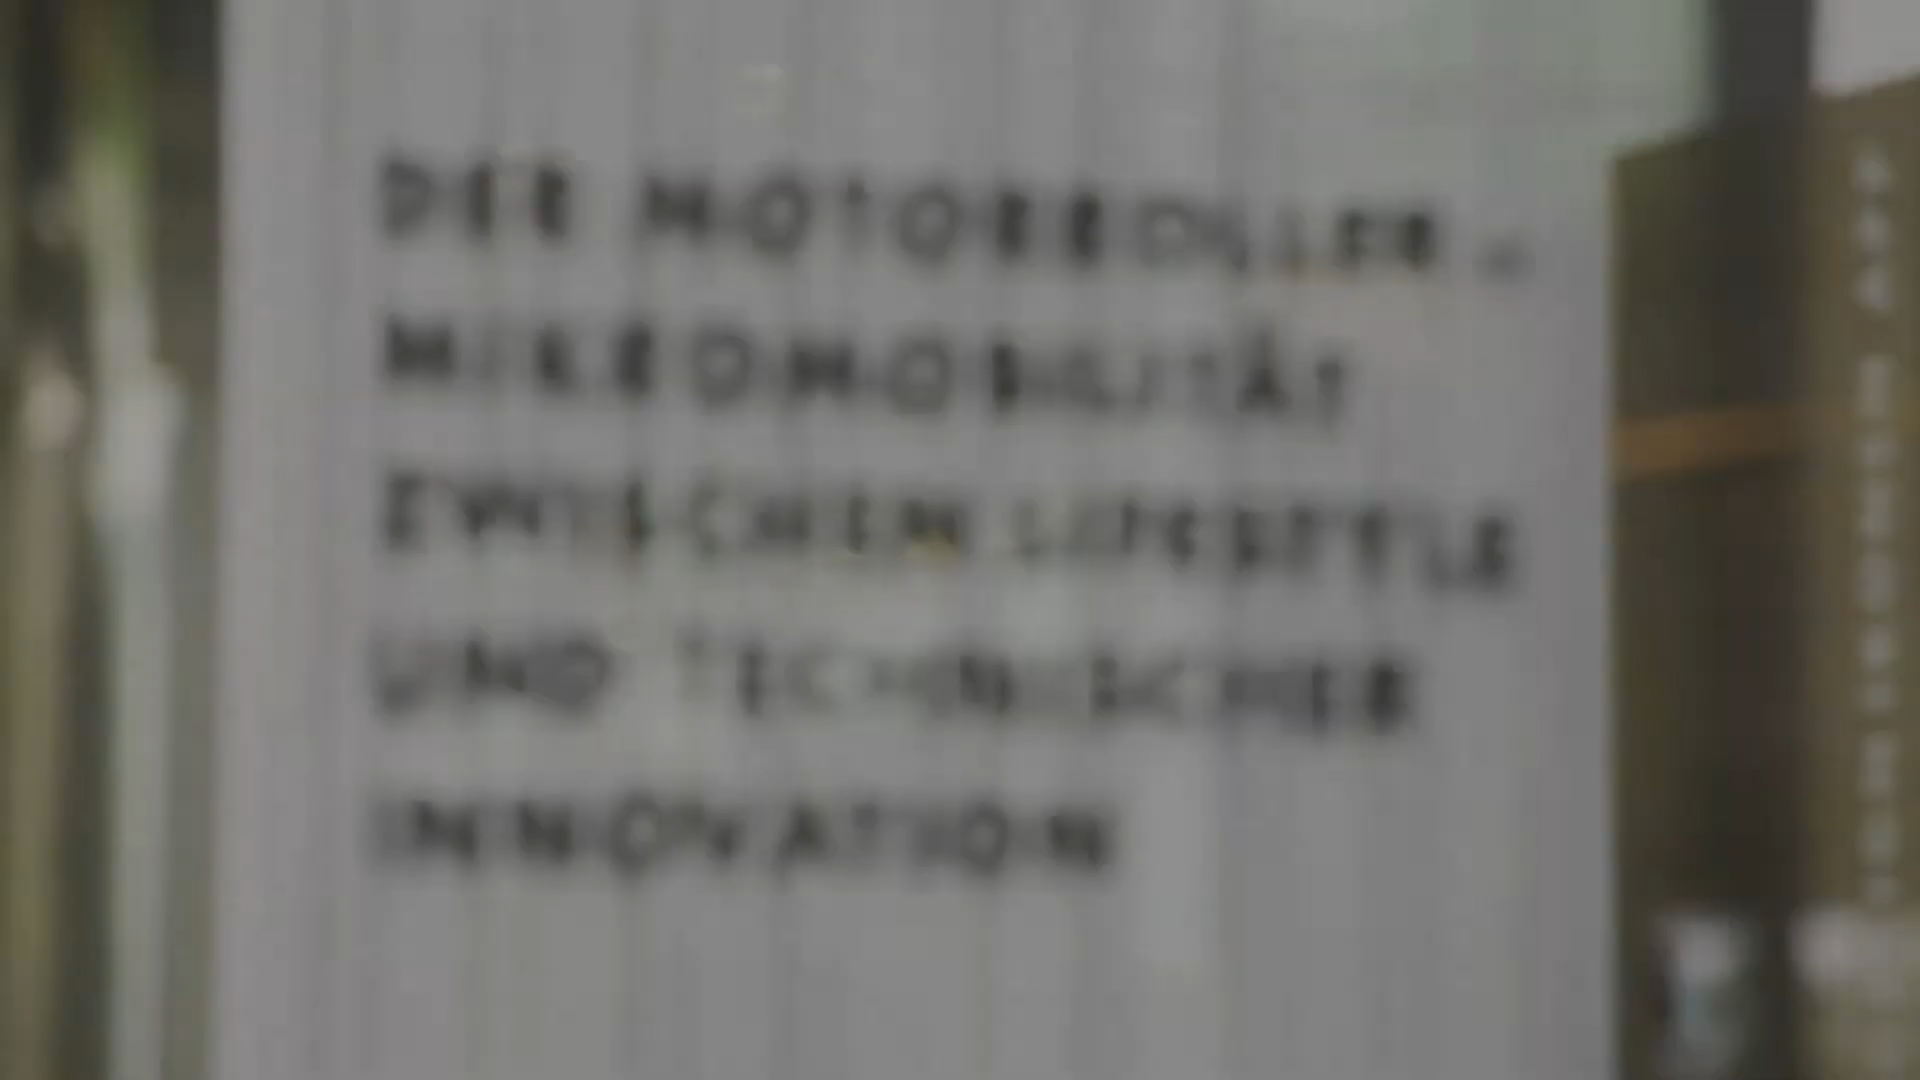 DER MOTORROLLER –
MIKROMOBILITÄT
ZWISCHEN LIFESTYLE
UND TECHNISCHER
INNOVATION